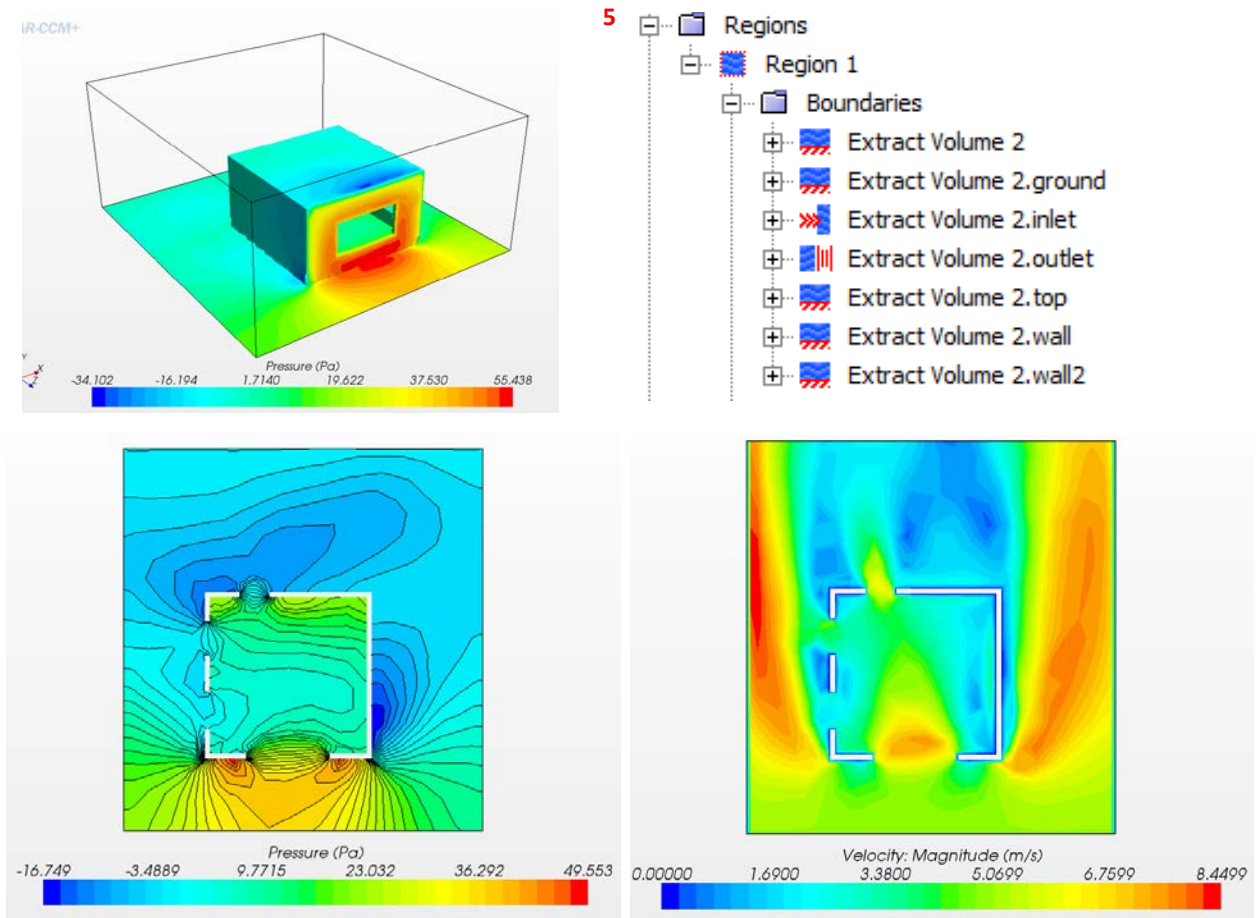 AR-CCM+
Y
X
Z
Pressure (Pa)
-34.102 -16.194 1.7140 19.622 37.530 55.438
5
Regions
Region 1
Boundaries
Extract Volume 2
Extract Volume 2.ground
Extract Volume 2.inlet
Extract Volume 2.outlet
Extract Volume 2.top
Extract Volume 2.wall
Extract Volume 2.wall2
Pressure (Pa)
-16.749 -3.4889 9.7715 23.032 36.292 49.553
Velocity: Magnitude (m/s)
0.00000 1.6900 3.3800 5.0699 6.7599 8.4499